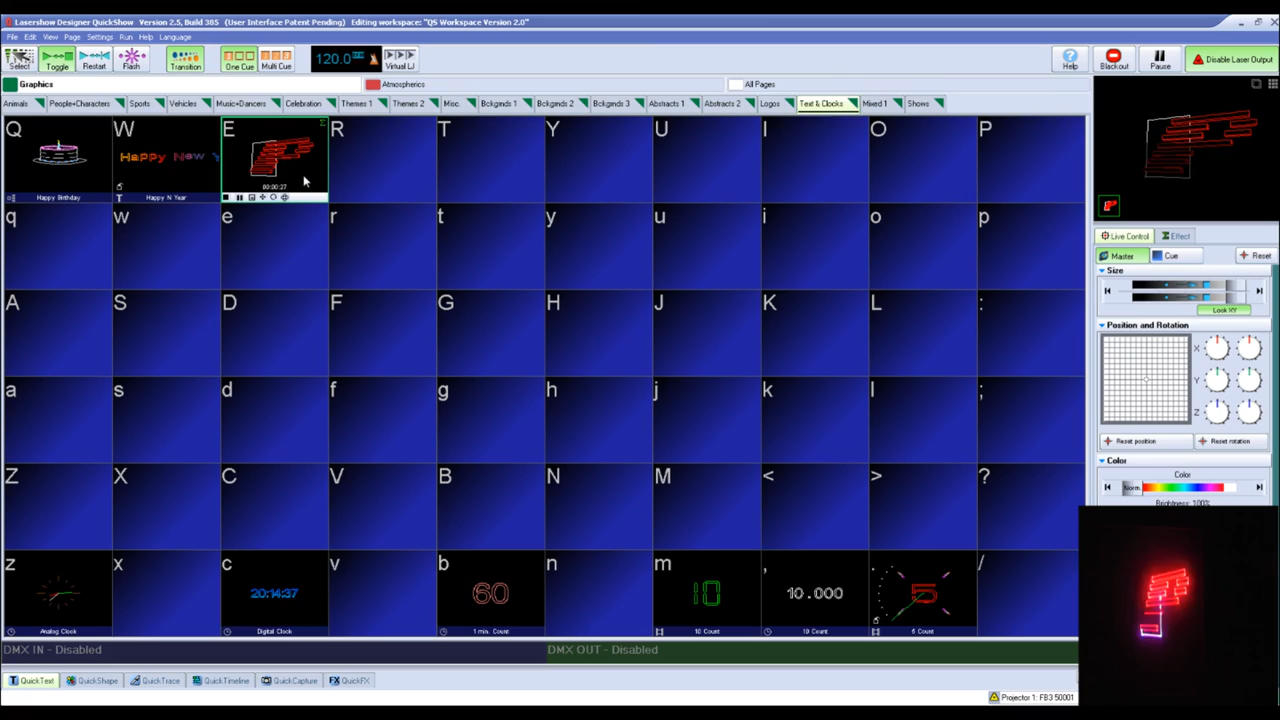 Lasershow Designer QuickShow Version 2.5, Build 385 (User Interface Patent Pending) Editing workspace: "QS Workspace Version 2.0"
File Edit View Page Settings Run Help Language
Select Toggle Restart Flash Transition One Cue Multi Cue 120.0 Virtual LJ Help Blackout Pause Disable Laser Output
Graphics Atmospherics All Pages
Animals People+Characters Sports Vehicles Music+Dancers Celebration Themes 1 Themes 2 Misc. Bckgrnds 1 Bckgrnds 2 Bckgrnds 3 Abstracts 1 Abstracts 2 Logos Text & Clocks Mixed 1 Shows
Q W E R T Y U I O P
Happy New
00:00:27
Happy Birthday T Happy N Year
Live Control Effect
q w e r t y u i o p
Master Cue Reset
Size
A S D F G H J K L :
Lock XY
Position and Rotation
X
Y
a s d f g h j k l ;
Z
Reset position Reset rotation
Color
Z X C V B N M < > ?
Color
Norm.
Brightness: 100%
z x c v b n m , . /
20:14:37 60 10 10.000 5
Analog Clock Digital Clock 1 min. Count 10 Count 10 Count 5 Count
DMX IN - Disabled DMX OUT - Disabled
QuickText QuickShape QuickTrace QuickTimeline QuickCapture FX QuickFX
Projector 1: FB3 50001